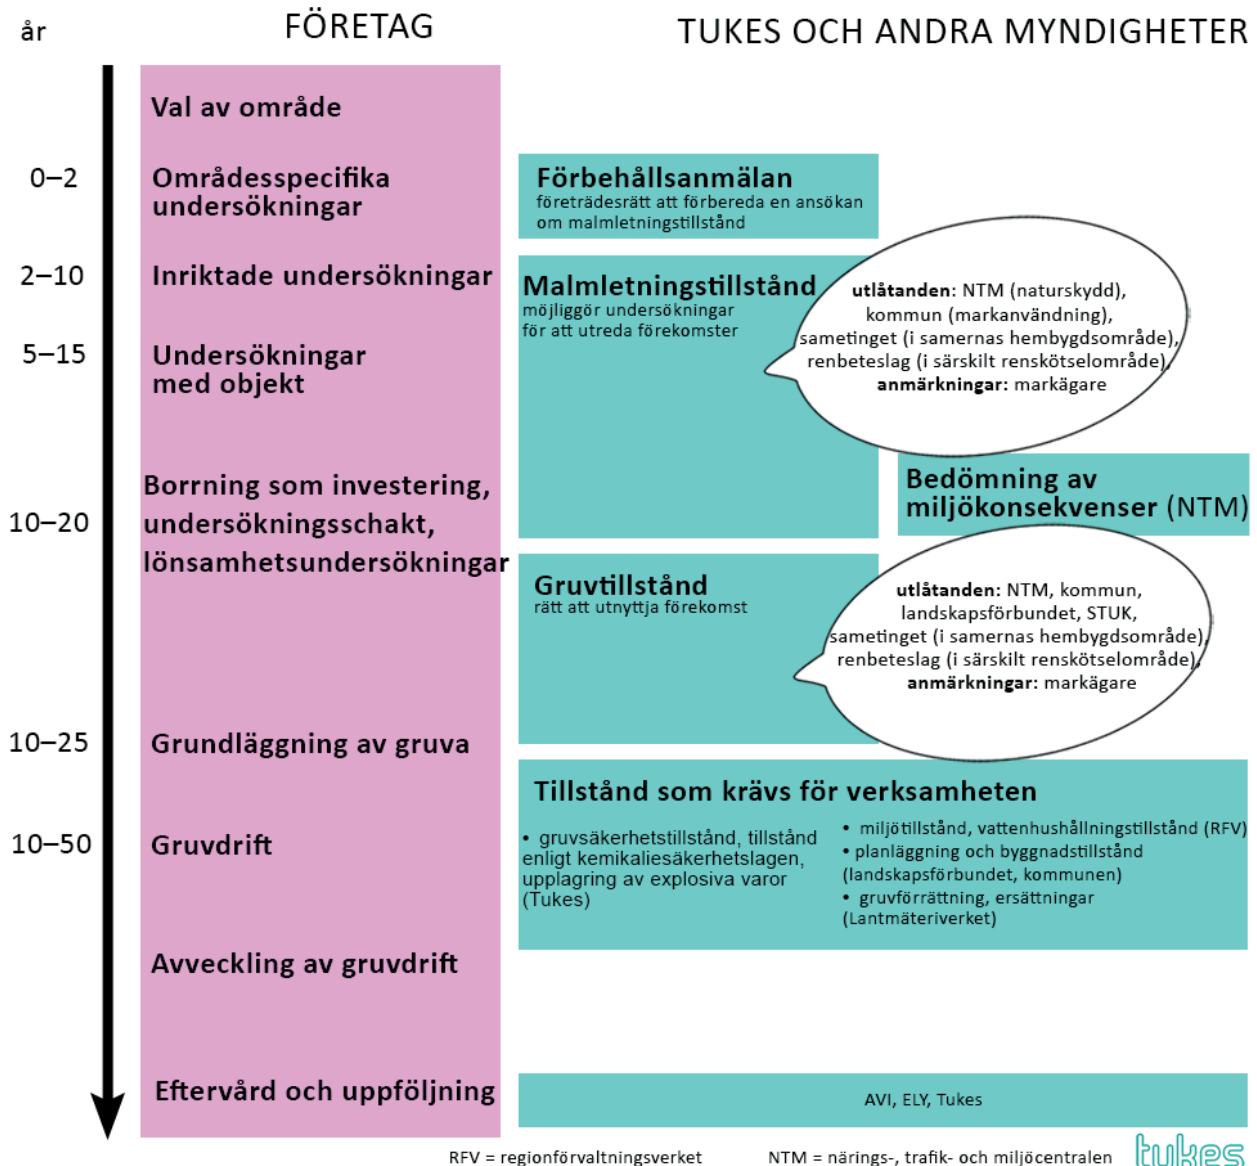 år
FÖRETAG
TUKES OCH ANDRA MYNDIGHETER
Val av område
0–2
Områdesspecifika
undersökningar
Förbehållsanmälan
företrädesrätt att förbereda en ansökan
om malmletningstillstånd
2–10
Inriktade undersökningar
Malmletningstillstånd
möjliggör undersökningar
för att utreda förekomster
utlåtanden: NTM (naturskydd),
kommun (markanvändning),
sametinget (i samernas hembygdsområde),
renbeteslag (i särskilt renskötselområde),
anmärkningar: markägare
5–15
Undersökningar
med objekt
Bedömning av
miljökonsekvenser (NTM)
10–20
Borrning som investering,
undersökningsschakt,
lönsamhetsundersökningar
Gruvtillstånd
rätt att utnyttja förekomst
utlåtanden: NTM, kommun,
landskapsförbundet, STUK,
sametinget (i samernas hembygdsområde),
renbeteslag (i särskilt renskötselområde),
anmärkningar: markägare
10–25
Grundläggning av gruva
Tillstånd som krävs för verksamheten
• gruvsäkerhetstillstånd, tillstånd
enligt kemikaliesäkerhetslagen,
upplagring av explosiva varor
(Tukes)
• miljötillstånd, vattenhushållningstillstånd (RFV)
• planläggning och byggnadstillstånd
(landskapsförbundet, kommunen)
• gruvförrättning, ersättningar
(Lantmäteriverket)
10–50
Gruvdrift
Avveckling av gruvdrift
Eftervård och uppföljning
AVI, ELY, Tukes
RFV = regionförvaltningsverket
NTM = närings-, trafik- och miljöcentralen
tukes